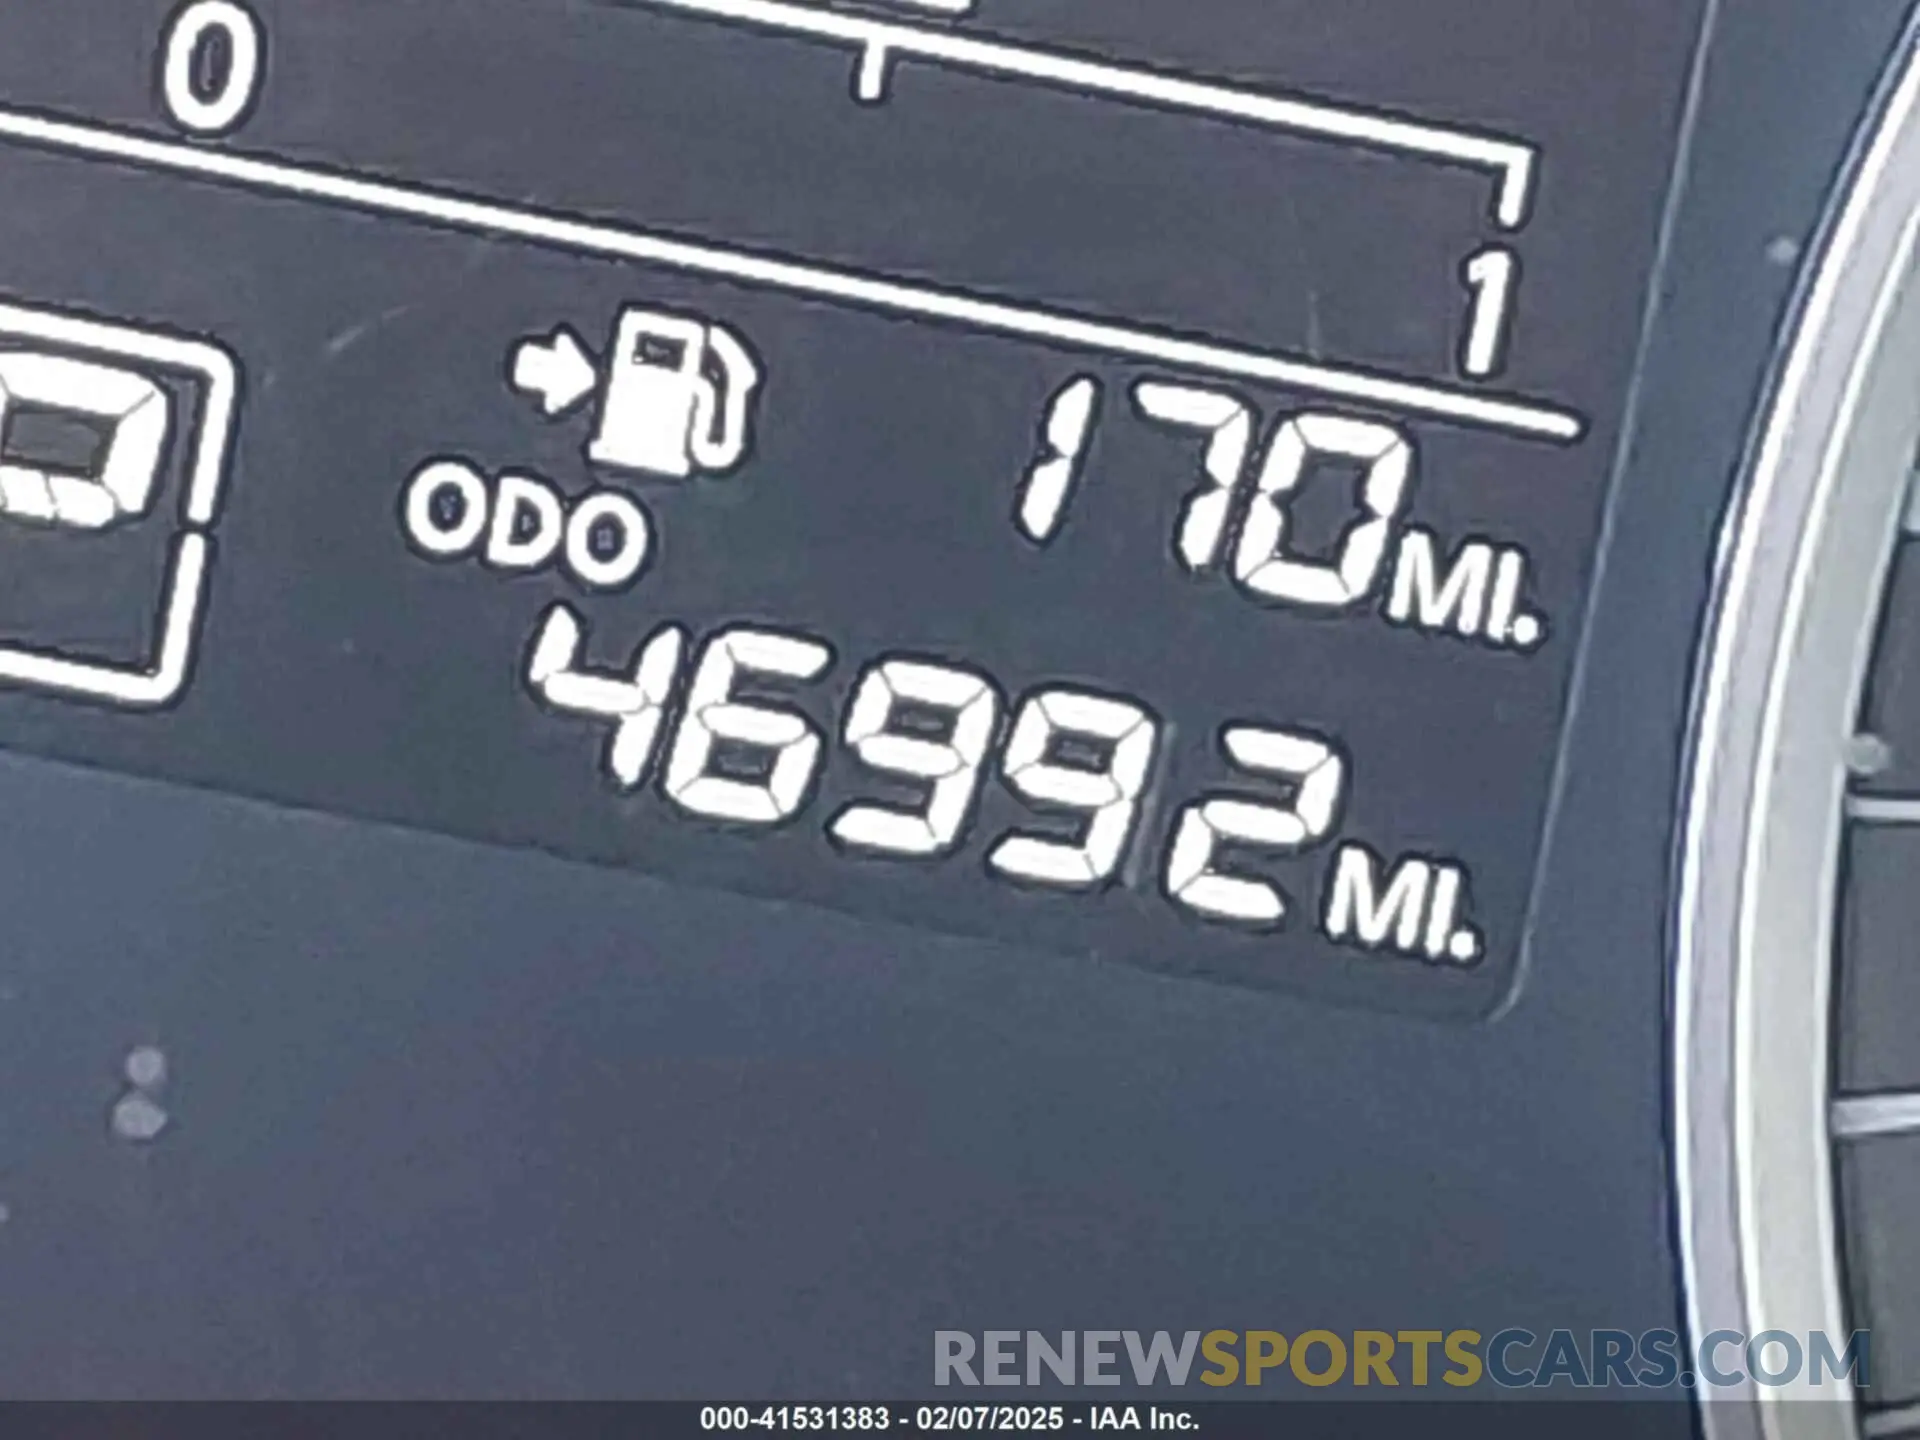 0
1
170 MI.
ODO
46992 MI.
RENEWSPORTSCARS.COM
000-41531383 - 02/07/2025 - IAA Inc.